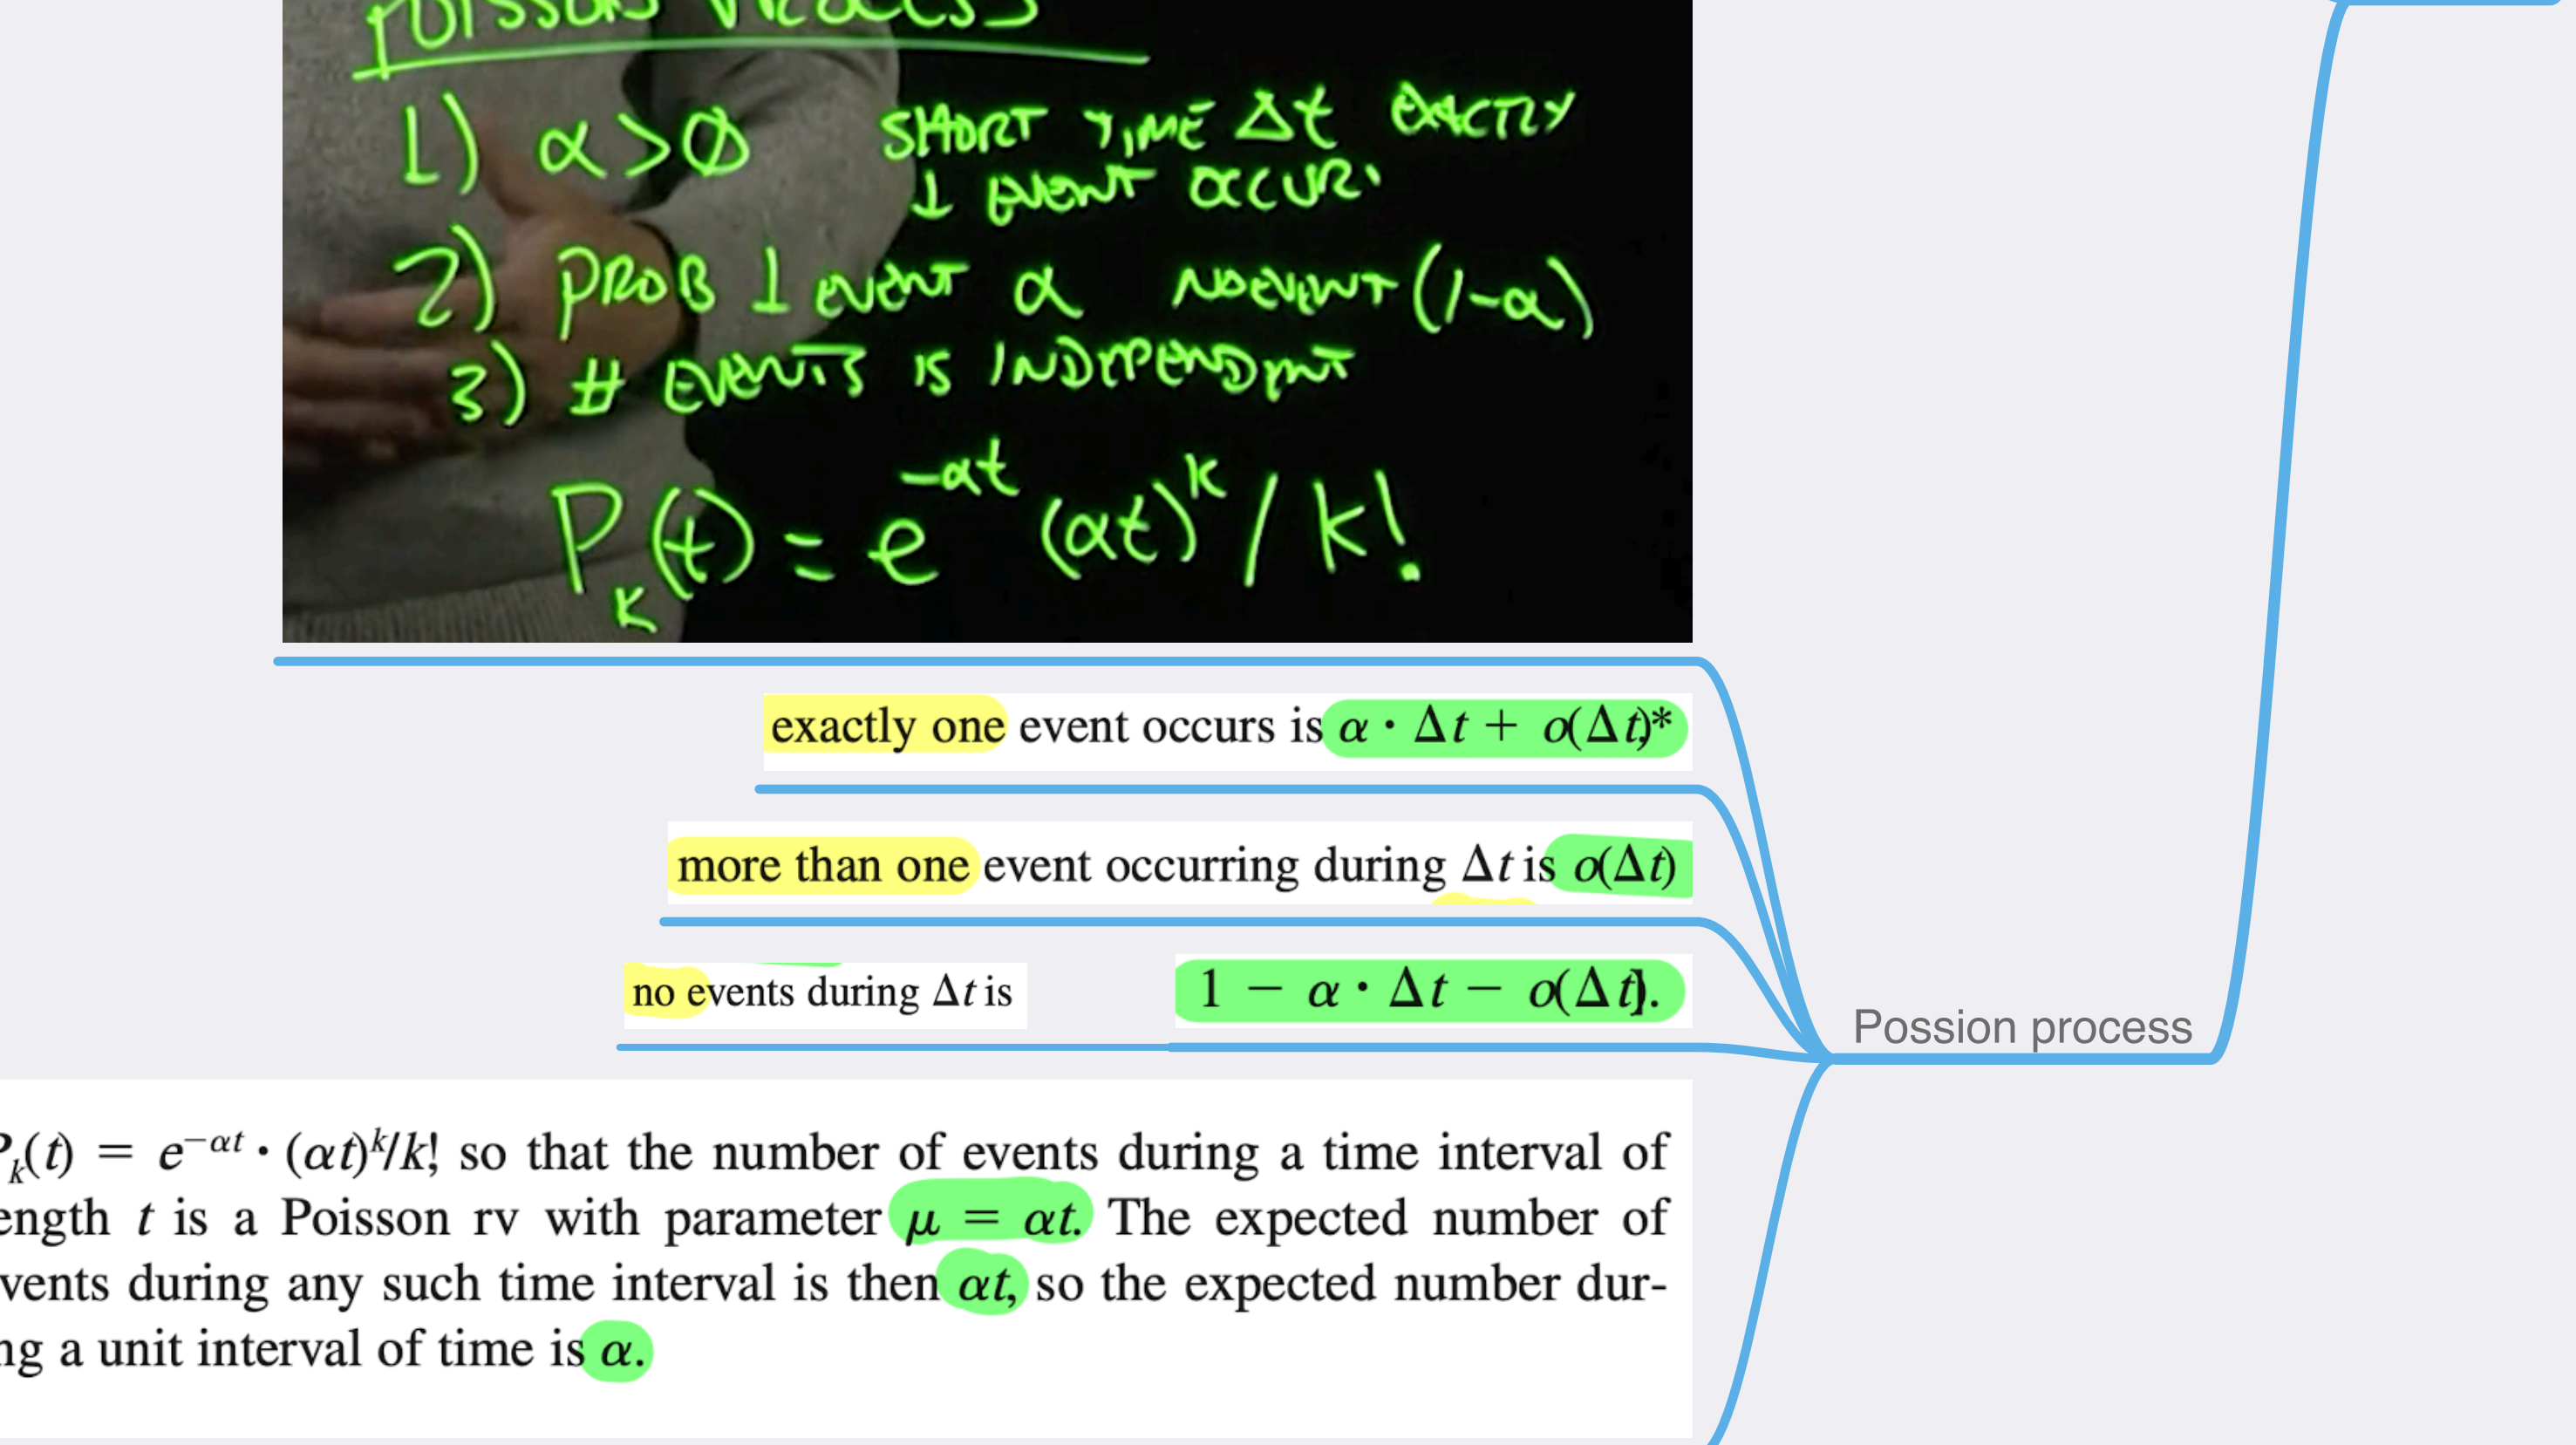 POISSON PROCESS
1) α>0 SHORT TIME Δt EXACTLY
1 EVENT OCCUR.
2) PROB 1 EVENT α NO EVENT (1-α)
3) # EVENTS IS INDEPENDENT
P_k(t) = e^{-αt} (αt)^k / k!
exactly one event occurs is α · Δt + o(Δt)*
more than one event occurring during Δt is o(Δt)
no events during Δt is 1 − α · Δt − o(Δt).
Possion process
P_k(t) = e^{−αt} · (αt)^k/k! so that the number of events during a time interval of
ength t is a Poisson rv with parameter μ = αt. The expected number of
vents during any such time interval is then αt, so the expected number dur-
ng a unit interval of time is α.